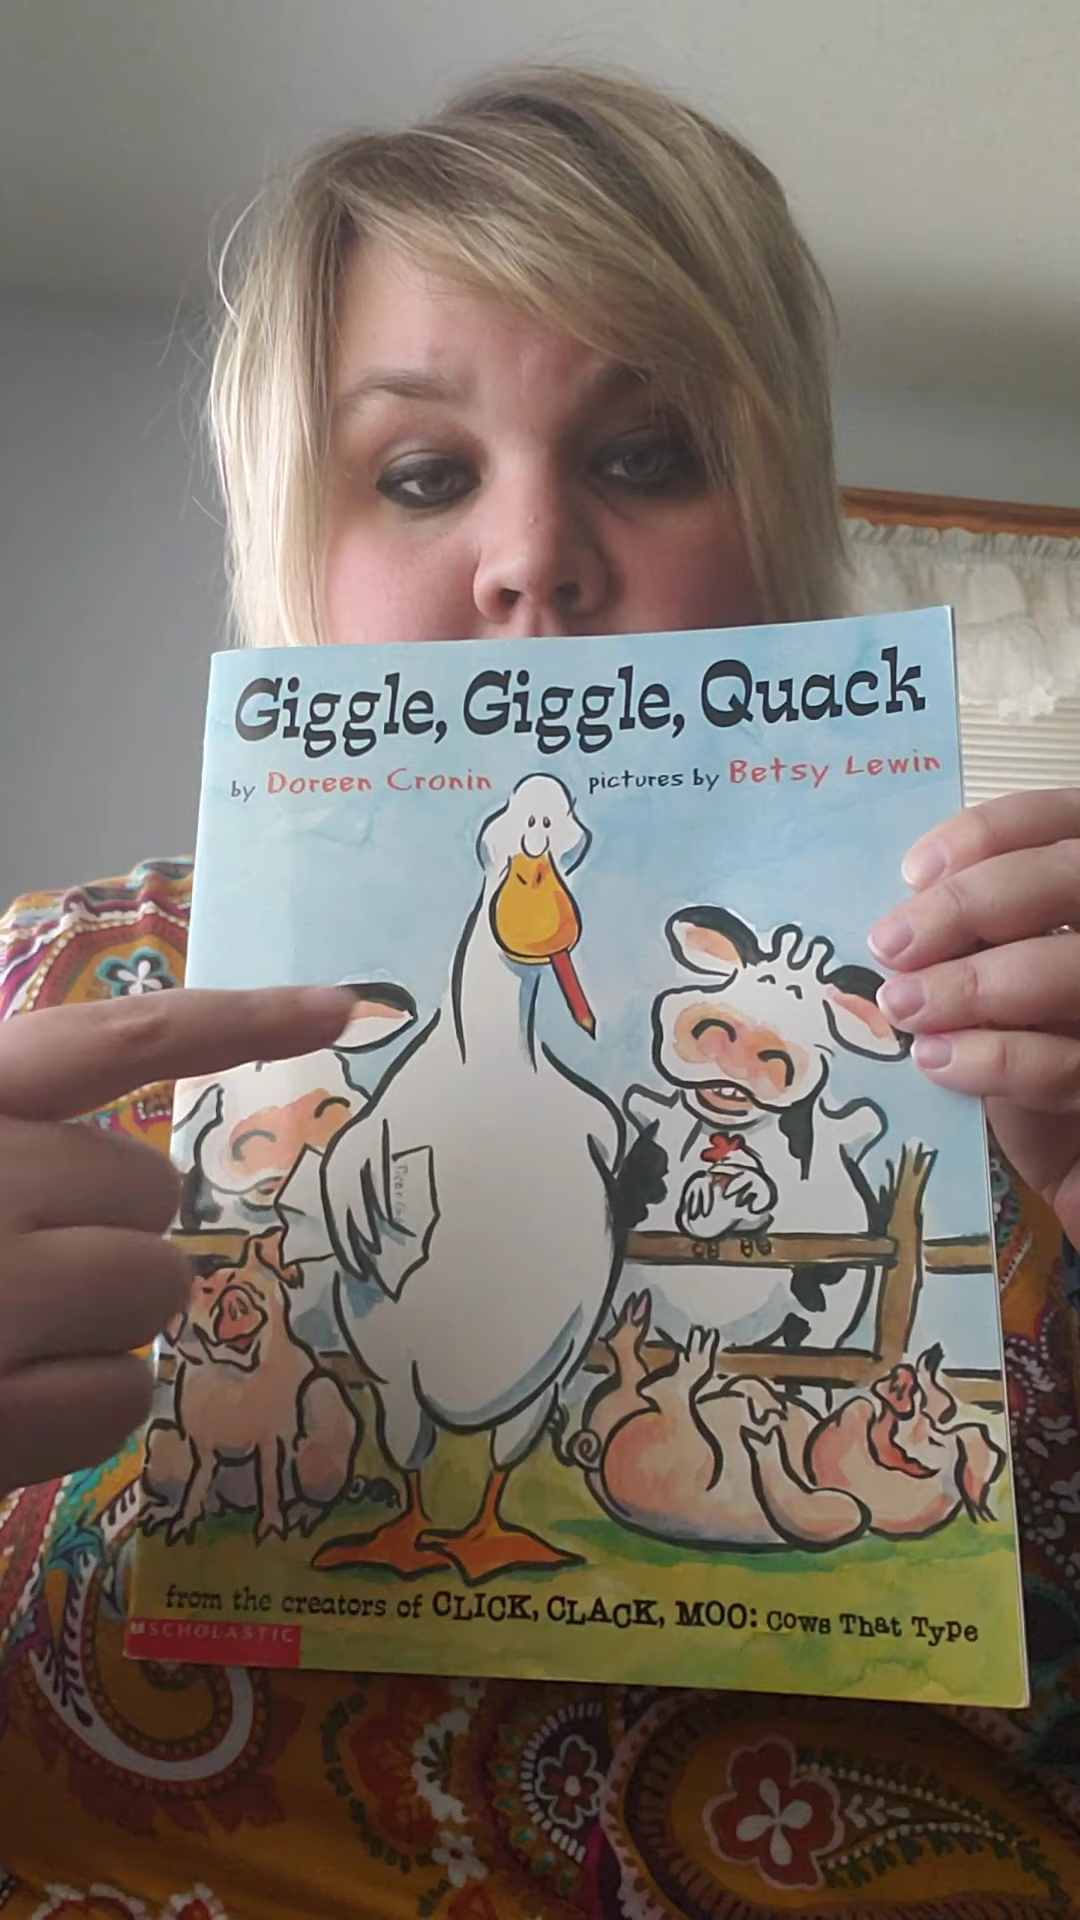 Giggle, Giggle, Quack
by Doreen Cronin pictures by Betsy Lewin
Dear
from the creators of CLICK, CLACK, MOO: Cows That Type
SCHOLASTIC